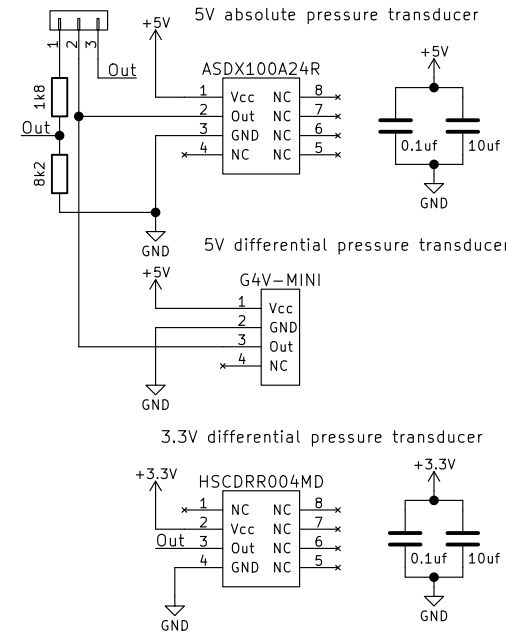 5V absolute pressure transducer
+5V
1 2 3
Out
ASDX100A24R
+5V
1 Vcc NC 8
2 Out NC 7
3 GND NC 6
4 NC NC 5
1k8
Out
8k2
0.1uf 10uf
GND
GND
5V differential pressure transducer
+5V
G4V-MINI
1 Vcc
2 GND
3 Out
4 NC
GND
3.3V differential pressure transducer
+3.3V
HSCDRR004MD
+3.3V
1 NC NC 8
2 Vcc NC 7
Out 3 Out NC 6
4 GND NC 5
0.1uf 10uf
GND
GND